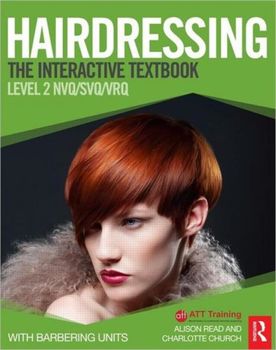 HAIRDRESSING
THE INTERACTIVE TEXTBOOK
LEVEL 2 NVQ/SVQ/VRQ
att ATT Training
ALISON READ AND
CHARLOTTE CHURCH
WITH BARBERING UNITS
R